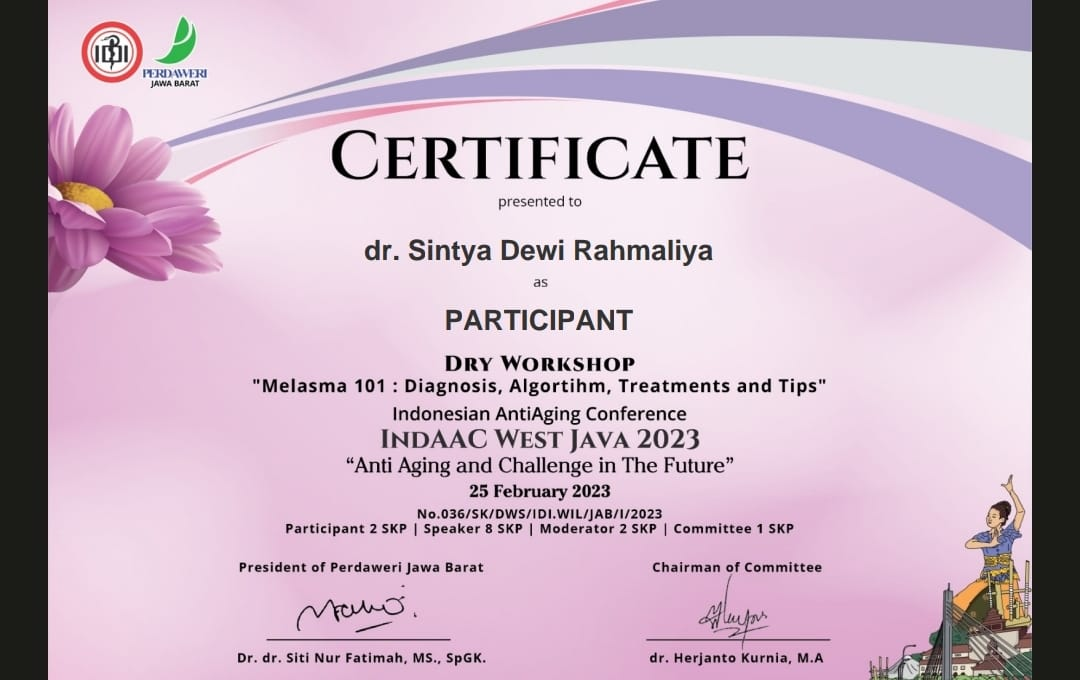 IDI
PERDAWERI
JAWA BARAT
CERTIFICATE
presented to
dr. Sintya Dewi Rahmaliya
as
PARTICIPANT
DRY WORKSHOP
"Melasma 101 : Diagnosis, Algortihm, Treatments and Tips"
Indonesian AntiAging Conference
INDAAC WEST JAVA 2023
“Anti Aging and Challenge in The Future”
25 February 2023
No.036/SK/DWS/IDI.WIL/JAB/I/2023
Participant 2 SKP | Speaker 8 SKP | Moderator 2 SKP | Committee 1 SKP
President of Perdaweri Jawa Barat
Chairman of Committee
Dr. dr. Siti Nur Fatimah, MS., SpGK.
dr. Herjanto Kurnia, M.A